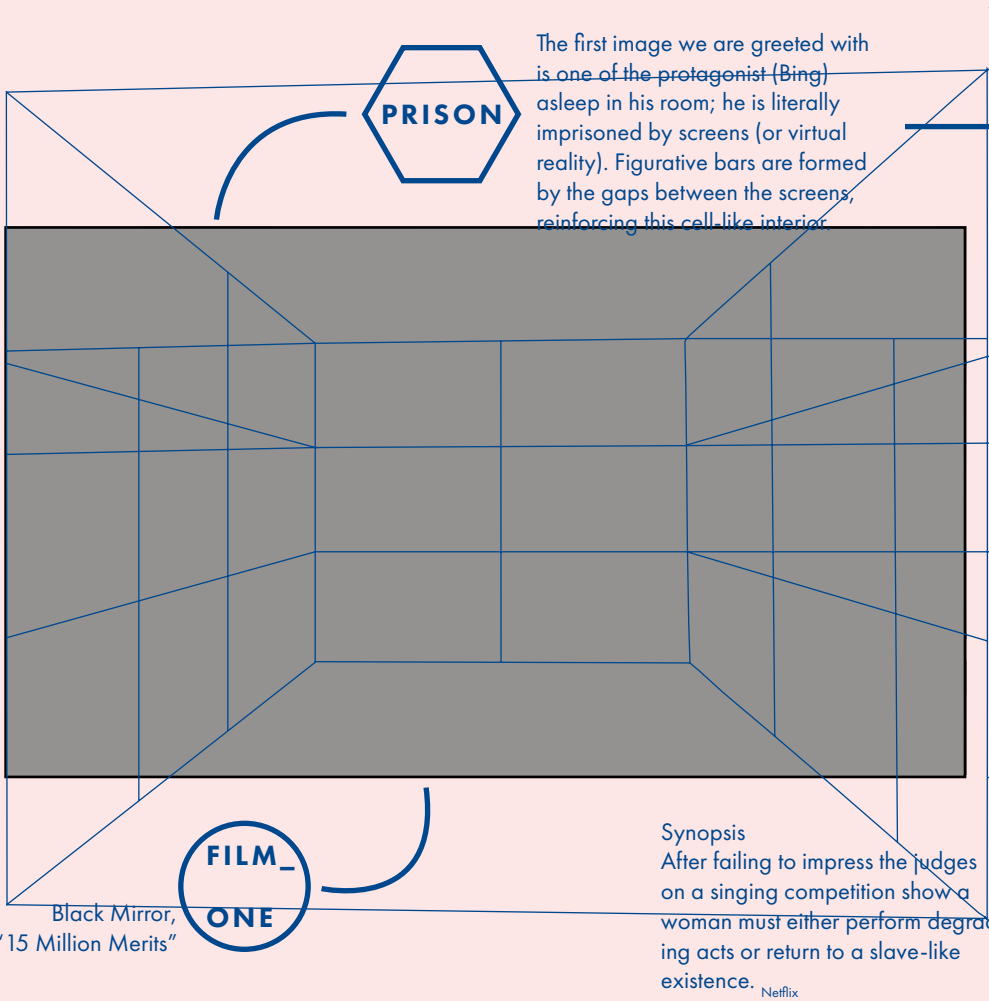 The first image we are greeted with
is one of the protagonist (Bing)
asleep in his room; he is literally
imprisoned by screens (or virtual
reality). Figurative bars are formed
by the gaps between the screens,
reinforcing this cell-like interior.
PRISON
FILM_
ONE
Black Mirror,
"15 Million Merits”
Synopsis
After failing to impress the judges
on a singing competition show a
woman must either perform degrad
ing acts or return to a slave-like
existence. Netflix